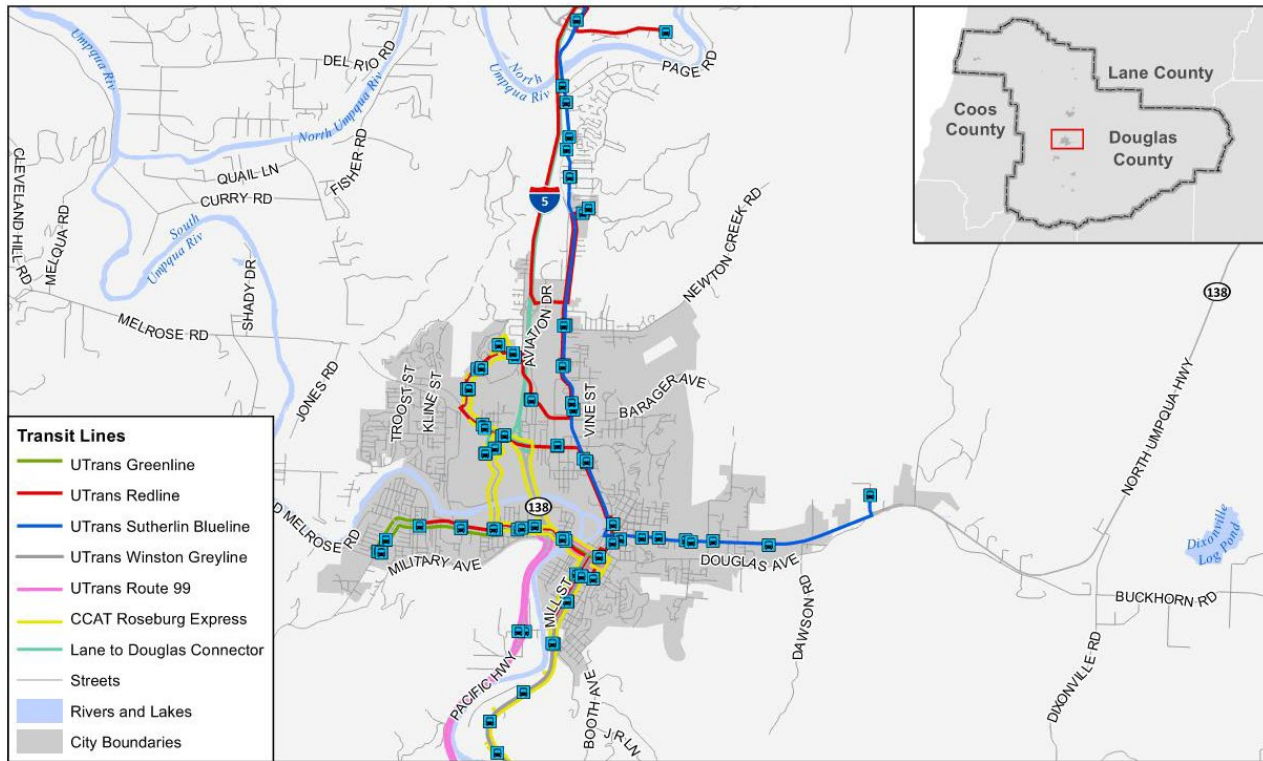 Umpqua Riv
DEL RIO RD
North
Umpqua Riv
PAGE RD
North Umpqua Riv
CLEVELAND HILL RD
MELQUA RD
QUAIL LN
FISHER RD
CURRY RD
South
Umpqua Riv
SHADY DR
MELROSE RD
JONES RD
5
NEWTON CREEK RD
AVIATION DR
TROOST ST
KLINE ST
VINE ST
BARAGER AVE
138
D MELROSE RD
MILITARY AVE
DOUGLAS AVE
MILL ST
PACIFIC HWY
BOOTH AVE
J R LN
DAWSON RD
138
NORTH UMPQUA HWY
Dixonville
Log Pond
BUCKHORN RD
DIXONVILLE RD
Lane County
Coos
County
Douglas
County
Transit Lines
UTrans Greenline
UTrans Redline
UTrans Sutherlin Blueline
UTrans Winston Greyline
UTrans Route 99
CCAT Roseburg Express
Lane to Douglas Connector
Streets
Rivers and Lakes
City Boundaries